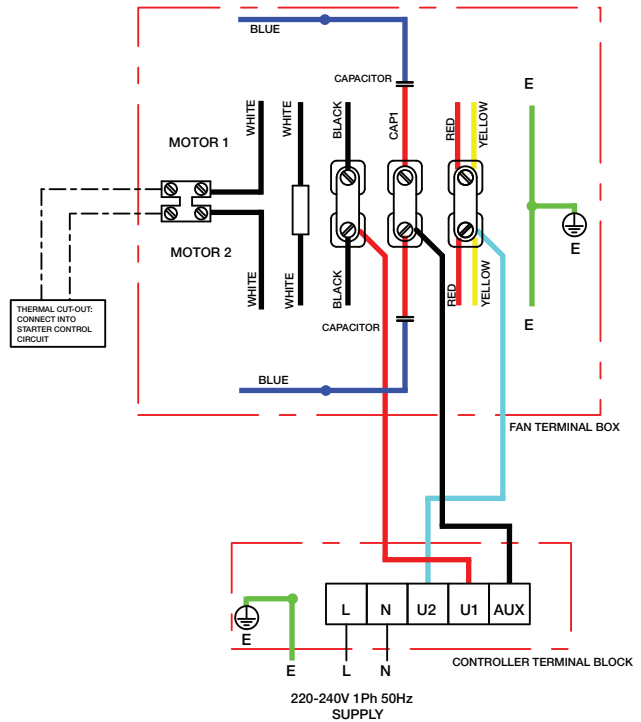 BLUE
CAPACITOR
WHITE
WHITE
BLACK
CAP1
RED
YELLOW
E
MOTOR 1
MOTOR 2
E
WHITE
WHITE
BLACK
RED
YELLOW
E
THERMAL CUT-OUT:
CONNECT INTO
STARTER CONTROL
CIRCUIT
CAPACITOR
BLUE
FAN TERMINAL BOX
L N U2 U1 AUX
E
E
L
N
CONTROLLER TERMINAL BLOCK
220-240V 1Ph 50Hz
SUPPLY